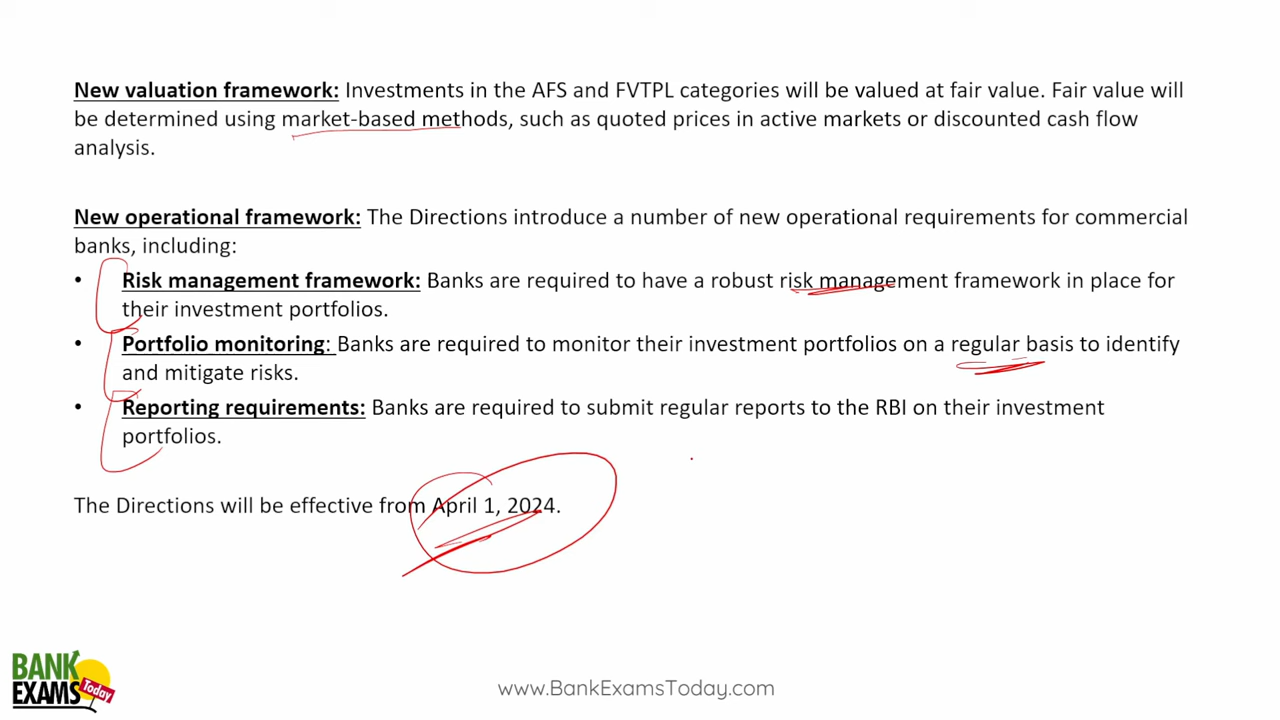 New valuation framework: Investments in the AFS and FVTPL categories will be valued at fair value. Fair value will
be determined using market-based methods, such as quoted prices in active markets or discounted cash flow
analysis.
New operational framework: The Directions introduce a number of new operational requirements for commercial
banks, including:
• Risk management framework: Banks are required to have a robust risk management framework in place for
their investment portfolios.
• Portfolio monitoring: Banks are required to monitor their investment portfolios on a regular basis to identify
and mitigate risks.
• Reporting requirements: Banks are required to submit regular reports to the RBI on their investment
portfolios.
The Directions will be effective from April 1, 2024.
BANK
EXAMS Today
www.BankExamsToday.com